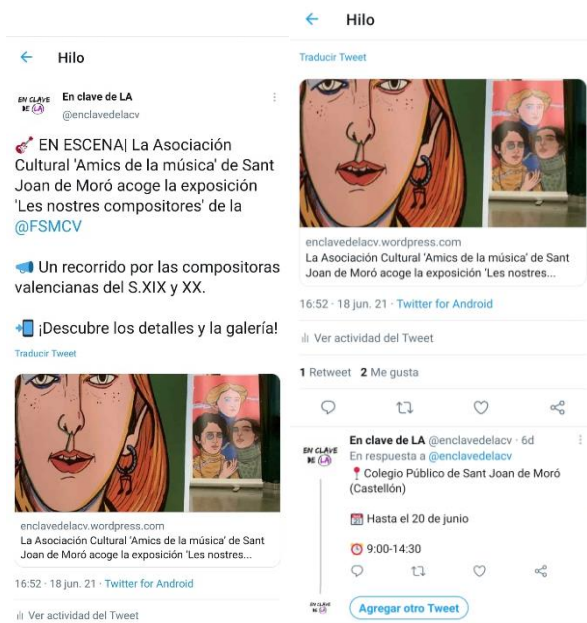 Hilo
EN CLAVE
DE LA
En clave de LA
@enclavedelacv
EN ESCENA| La Asociación
Cultural 'Amics de la música' de Sant
Joan de Moró acoge la exposición
'Les nostres compositores' de la
@FSMCV
Un recorrido por las compositoras
valencianas del S.XIX y XX.
¡Descubre los detalles y la galería!
Traducir Tweet
enclavedelacv.wordpress.com
La Asociación Cultural 'Amics de la música' de Sant
Joan de Moró acoge la exposición 'Les nostres...
16:52 · 18 jun. 21 · Twitter for Android
Ver actividad del Tweet
Hilo
Traducir Tweet
enclavedelacv.wordpress.com
La Asociación Cultural 'Amics de la música' de Sant
Joan de Moró acoge la exposición 'Les nostres...
16:52 · 18 jun. 21 · Twitter for Android
Ver actividad del Tweet
1 Retweet 2 Me gusta
EN CLAVE
DE LA
En clave de LA @enclavedelacv · 6d
En respuesta a @enclavedelacv
Colegio Público de Sant Joan de Moró
(Castellón)
Hasta el 20 de junio
9:00-14:30
EN CLAVE
DE LA
Agregar otro Tweet